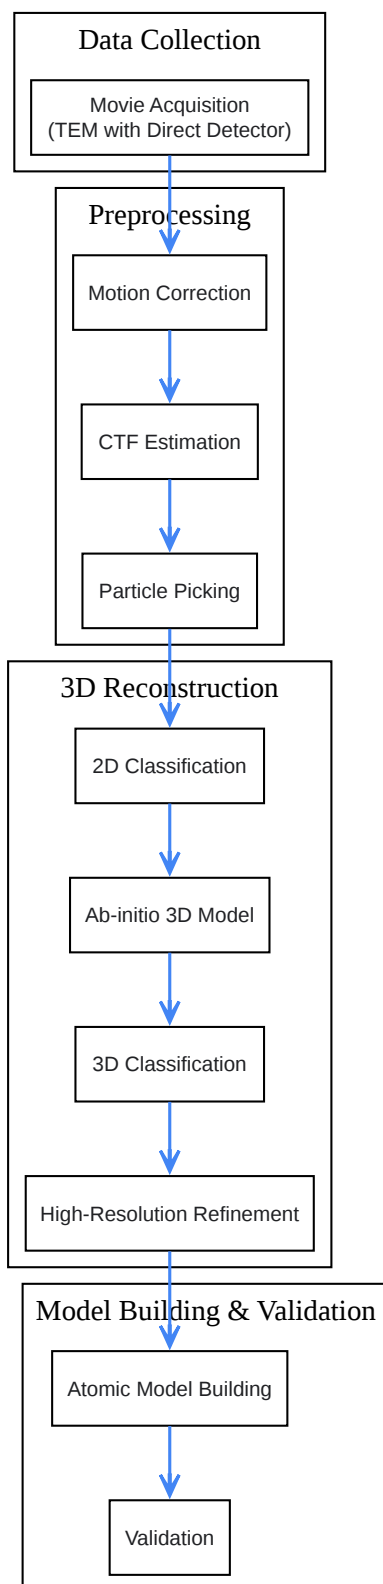 Data Collection
Movie Acquisition
(TEM with Direct Detector)
Preprocessing
Motion Correction
CTF Estimation
Particle Picking
3D Reconstruction
2D Classification
Ab-initio 3D Model
3D Classification
High-Resolution Refinement
Model Building & Validation
Atomic Model Building
Validation